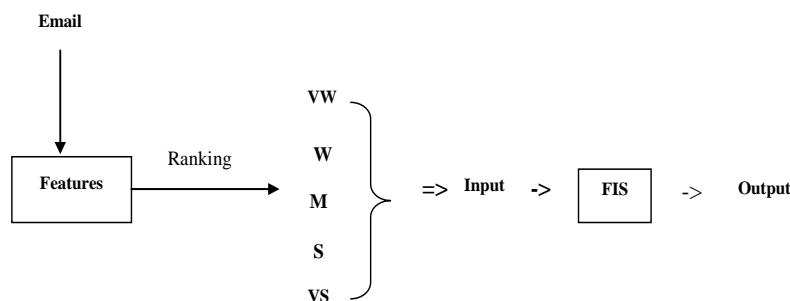 Email
Features
Ranking
VW
W
M
S
VS
=> Input -> FIS -> Output